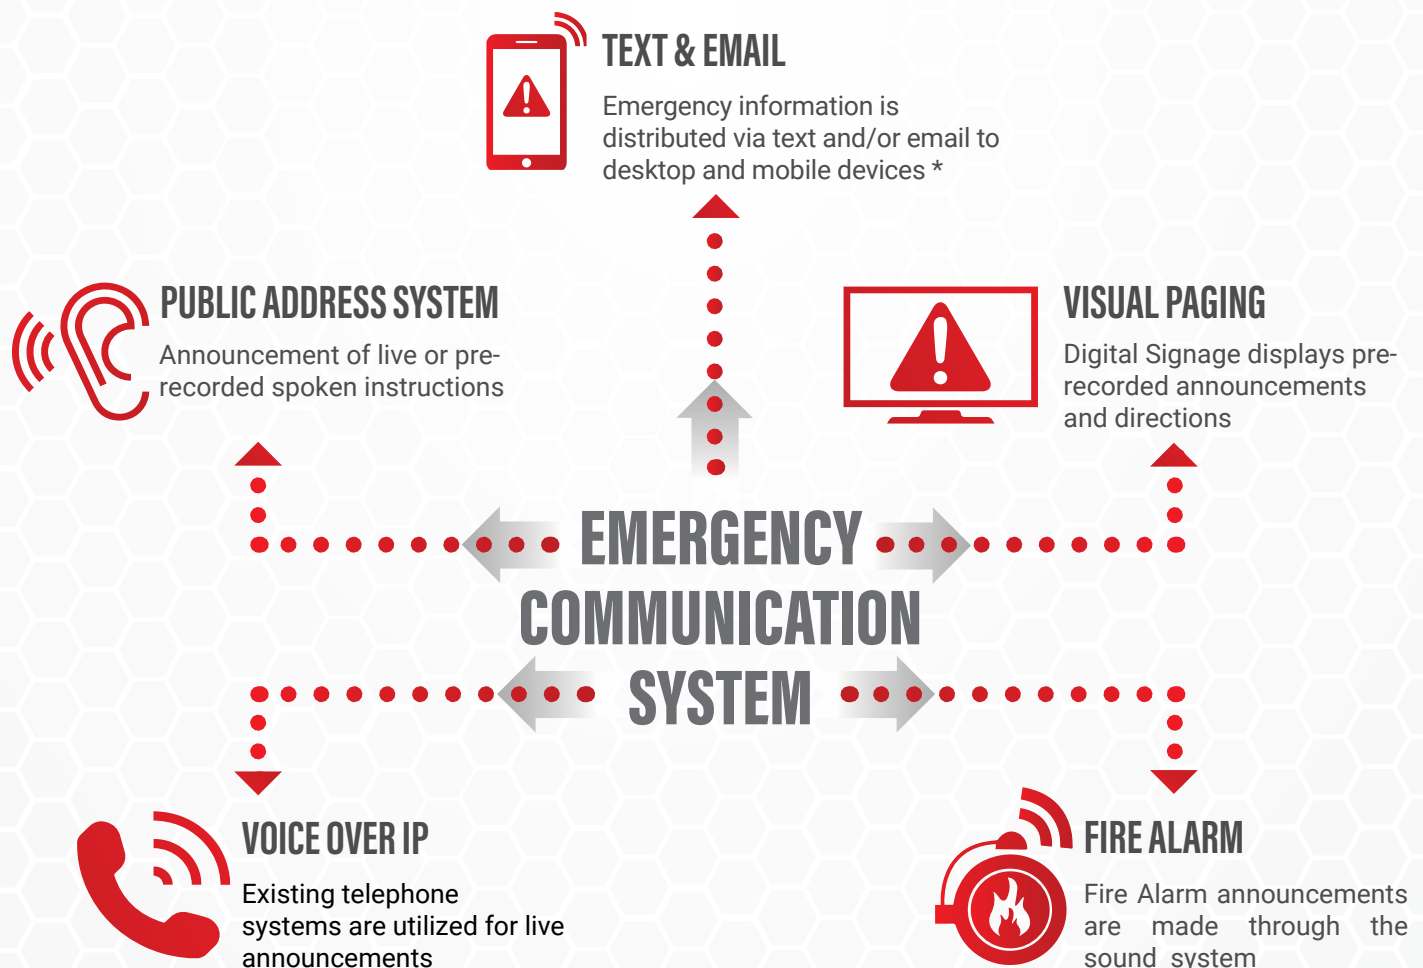 TEXT & EMAIL
Emergency information is
distributed via text and/or email to
desktop and mobile devices *
PUBLIC ADDRESS SYSTEM
Announcement of live or pre-
recorded spoken instructions
VISUAL PAGING
Digital Signage displays pre-
recorded announcements
and directions
EMERGENCY
COMMUNICATION
SYSTEM
VOICE OVER IP
Existing telephone
systems are utilized for live
announcements
FIRE ALARM
Fire Alarm announcements
are made through the
sound system